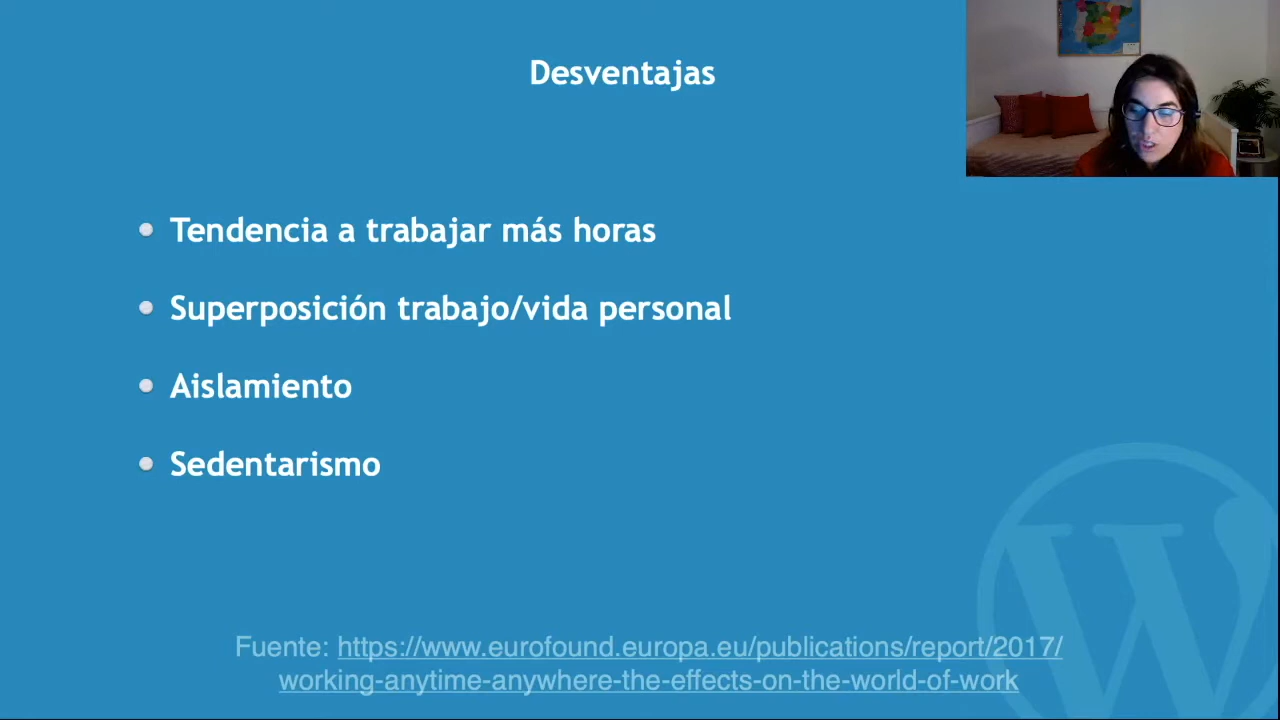 Desventajas
Tendencia a trabajar más horas
Superposición trabajo/vida personal
Aislamiento
Sedentarismo
Fuente: https://www.eurofound.europa.eu/publications/report/2017/
working-anytime-anywhere-the-effects-on-the-world-of-work